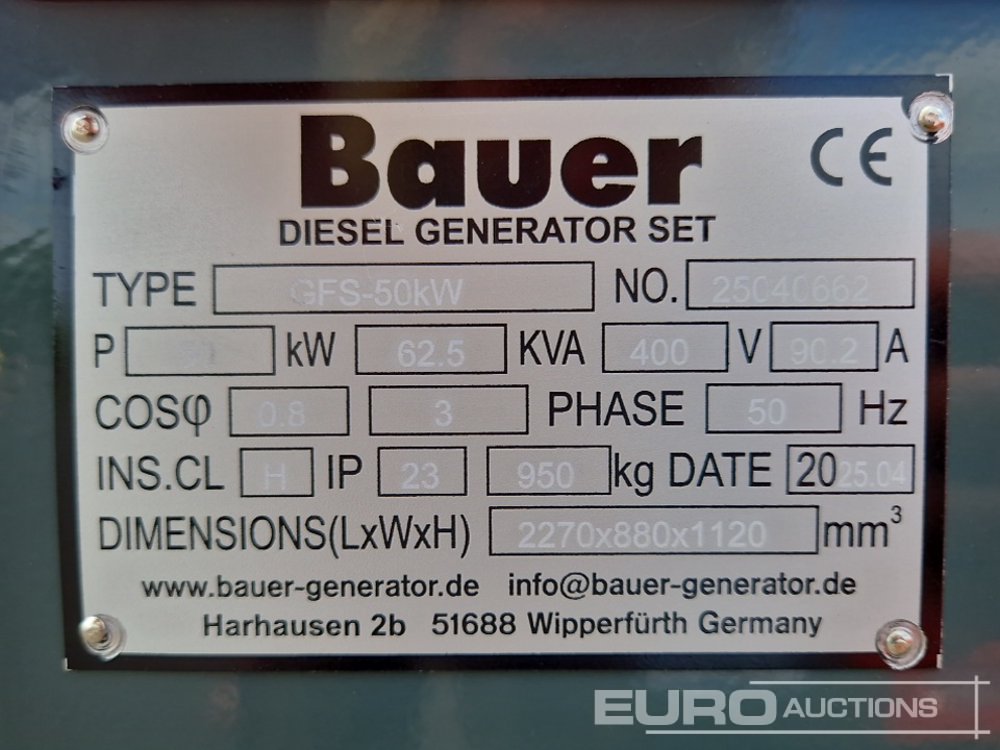 Bauer CE
DIESEL GENERATOR SET
TYPE GFS-50kW NO. 25040662
P 50 kW 62.5 KVA 400 V 90.2 A
COSφ 0.8 3 PHASE 50 Hz
INS.CL H IP 23 950 kg DATE 2025.04
DIMENSIONS(LxWxH) 2270x880x1120 mm³
www.bauer-generator.de info@bauer-generator.de
Harhausen 2b 51688 Wipperfürth Germany
EURO AUCTIONS